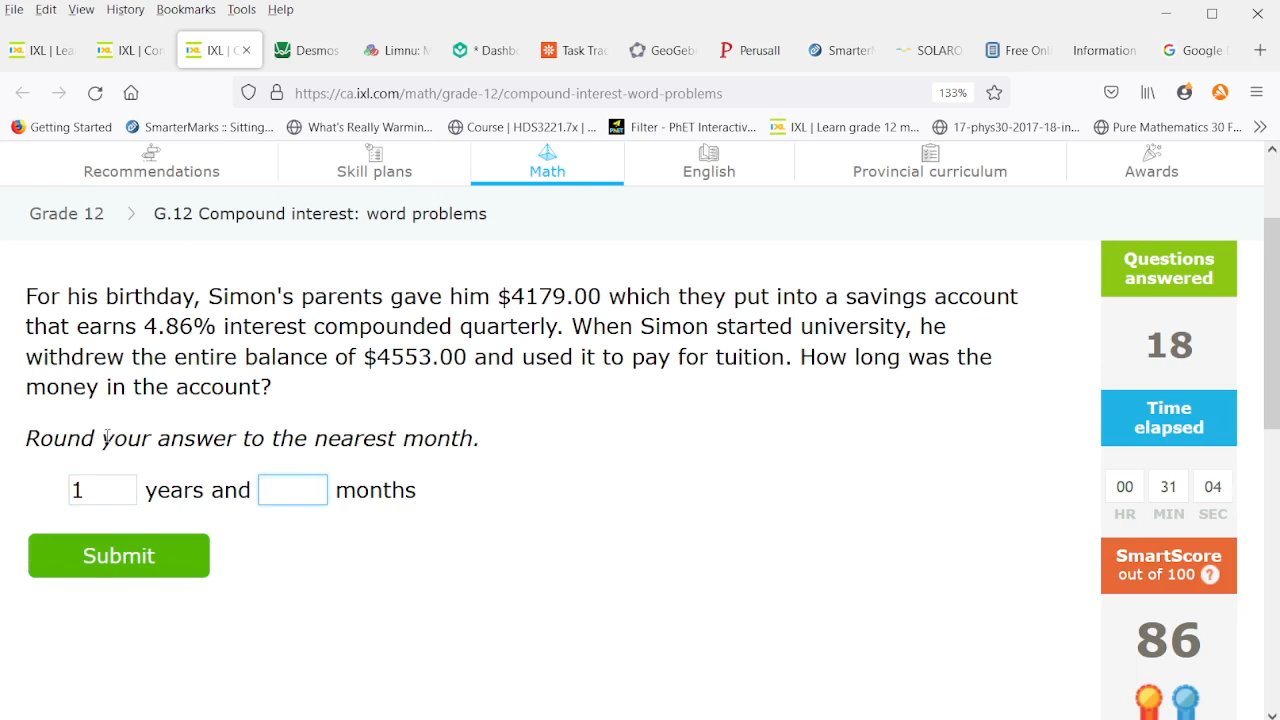 File Edit View History Bookmarks Tools Help
IXL | Lea IXL | Con IXL | C Desmos Limnu: M * Dashb Task Trac GeoGeb Perusall Smarter SOLARO Free Onl Information Google
https://ca.ixl.com/math/grade-12/compound-interest-word-problems 133%
Getting Started SmarterMarks :: Sitting... What's Really Warmin... Course | HDS3221.7x | ... Filter - PhET Interactiv... IXL | Learn grade 12 m... 17-phys30-2017-18-in... Pure Mathematics 30 F...
Recommendations Skill plans Math English Provincial curriculum Awards
Grade 12 > G.12 Compound interest: word problems
For his birthday, Simon's parents gave him $4179.00 which they put into a savings account
that earns 4.86% interest compounded quarterly. When Simon started university, he
withdrew the entire balance of $4553.00 and used it to pay for tuition. How long was the
money in the account?
Round your answer to the nearest month.
1 years and months
Submit
Questions
answered
18
Time
elapsed
00 31 04
HR MIN SEC
SmartScore
out of 100 ?
86